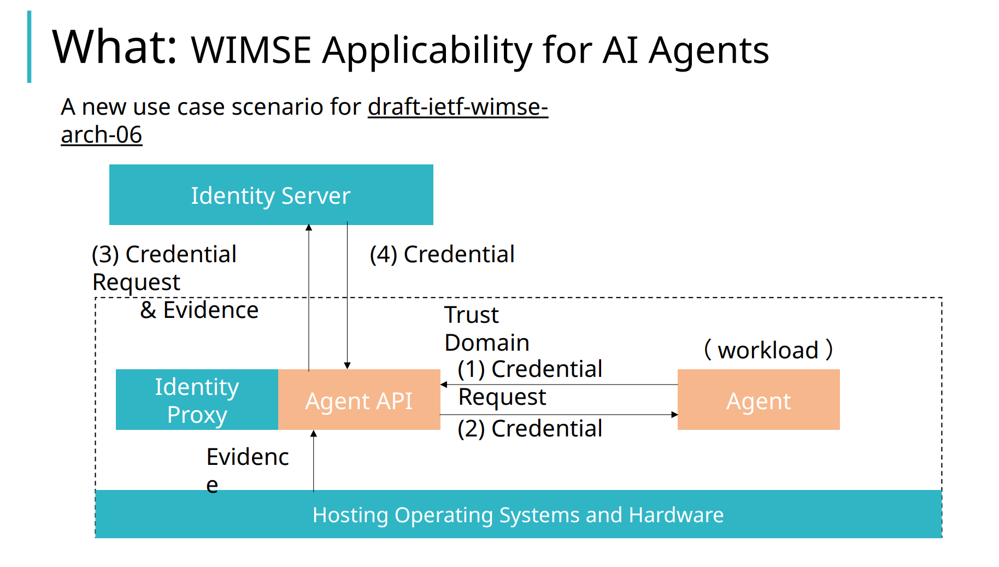 What: WIMSE Applicability for AI Agents
A new use case scenario for draft-ietf-wimse-
arch-06
Identity Server
(3) Credential
Request
& Evidence
(4) Credential
Trust
Domain
(workload)
(1) Credential
Request
(2) Credential
Identity
Proxy
Agent API
Agent
Evidenc
e
Hosting Operating Systems and Hardware